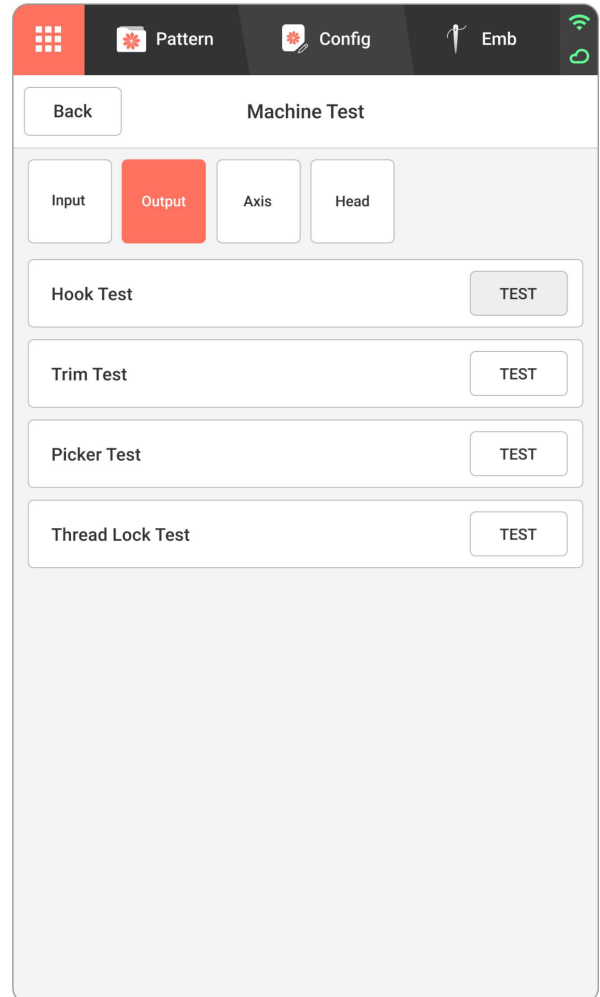 Pattern Config Emb
Back Machine Test
Input Output Axis Head
Hook Test TEST
Trim Test TEST
Picker Test TEST
Thread Lock Test TEST